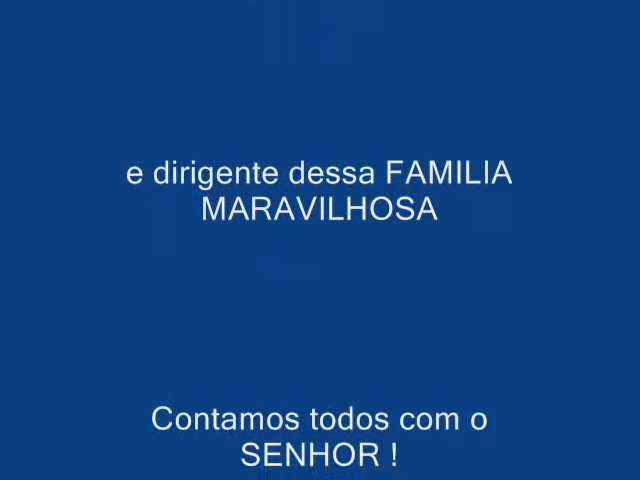 e dirigente dessa FAMILIA
MARAVILHOSA
Contamos todos com o
SENHOR !